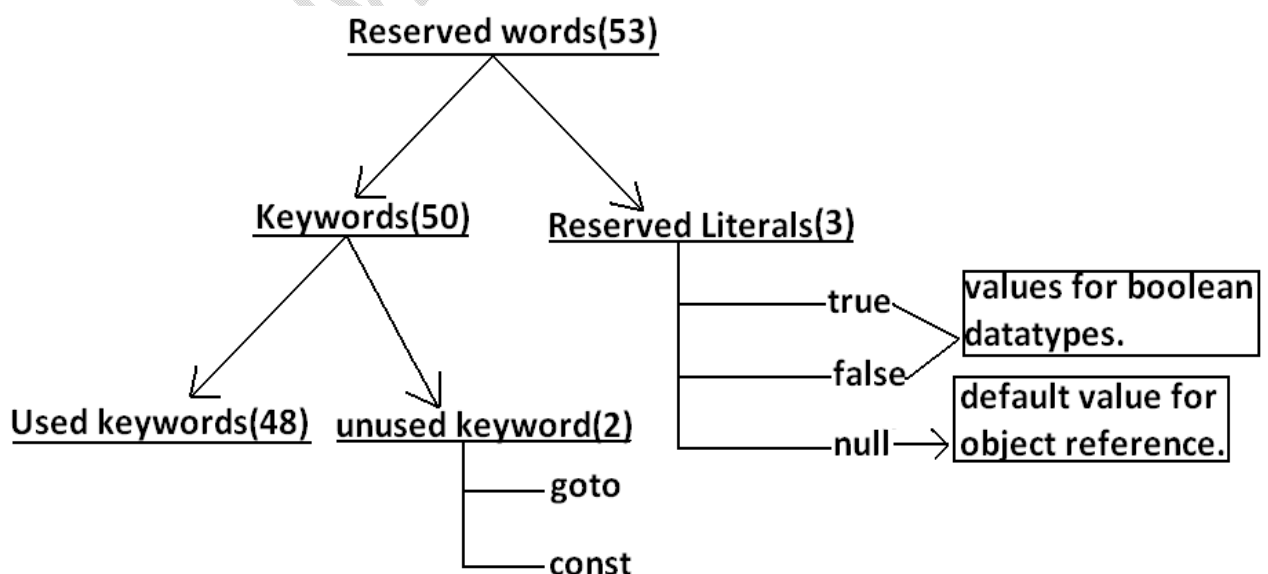 Reserved words(53)
Keywords(50)
Reserved Literals(3)
true
false
null
values for boolean
datatypes.
default value for
object reference.
Used keywords(48)
unused keyword(2)
goto
const